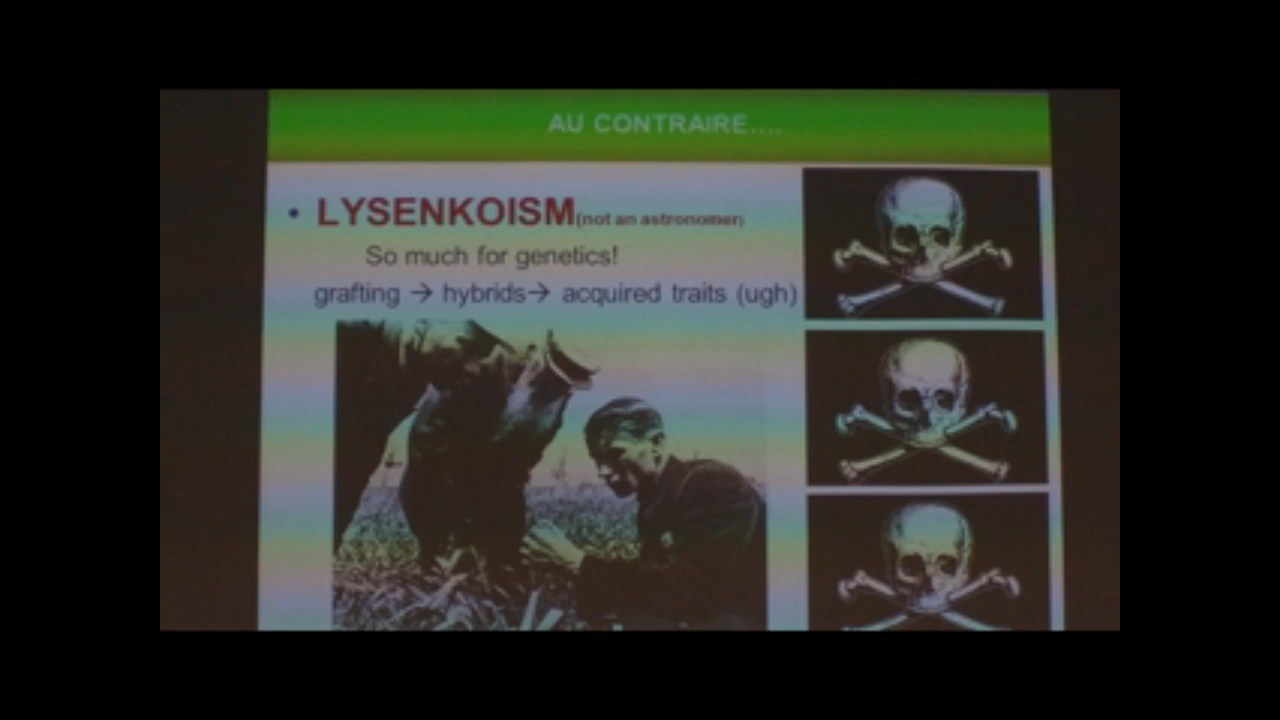 AU CONTRAIRE....
• LYSENKOISM(not an astronomer)
So much for genetics!
grafting → hybrids→ acquired traits (ugh)